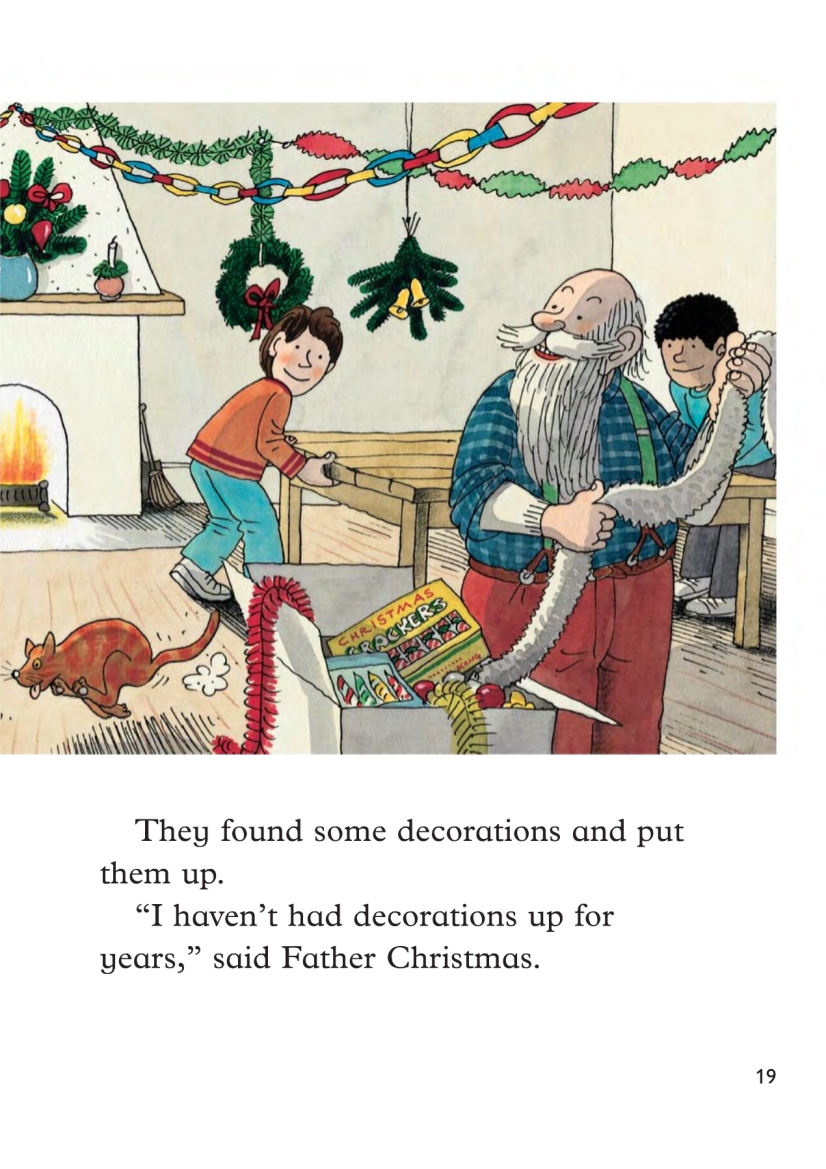 CHRISTMAS
CRACKERS
KING
They found some decorations and put
them up.
“I haven’t had decorations up for
years,” said Father Christmas.
19